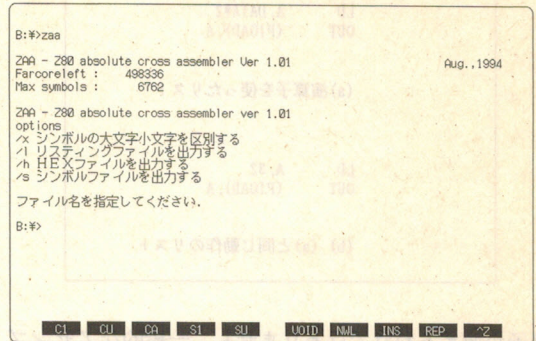 B:¥>zaa
ZAA - Z80 absolute cross assembler Ver 1.01 Aug.,1994
Farcoreleft : 498336
Max symbols : 6762
ZAA - Z80 absolute cross assembler ver 1.01
options
/x シンボルの大文字小文字を区別する
/l リスティングファイルを出力する
/h HEXファイルを出力する
/s シンボルファイルを出力する
ファイル名を指定してください.
B:¥>
C1 CU CA S1 SU VOID NWL INS REP ^Z